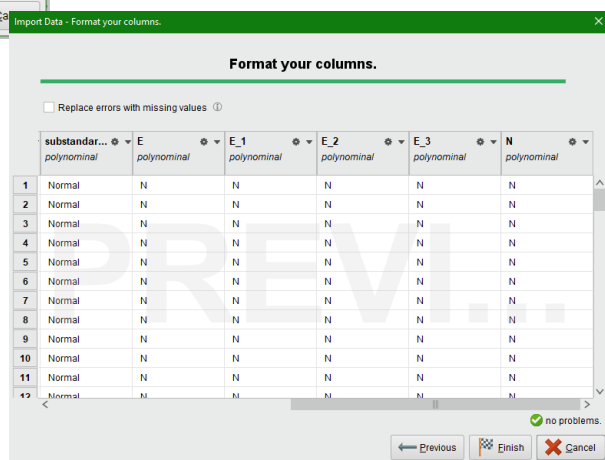 Import Data - Format your columns.
Format your columns.
Replace errors with missing values
substandar... E E_1 E_2 E_3 N
polynominal polynominal polynominal polynominal polynominal polynominal
1 Normal N N N N N
2 Normal N N N N N
3 Normal N N N N N
4 Normal N N N N N
5 Normal N N N N N
6 Normal N N N N N
7 Normal N N N N N
8 Normal N N N N N
9 Normal N N N N N
10 Normal N N N N N
11 Normal N N N N N
12 Normal N N N N N
PREVI...
no problems.
Previous Finish Cancel